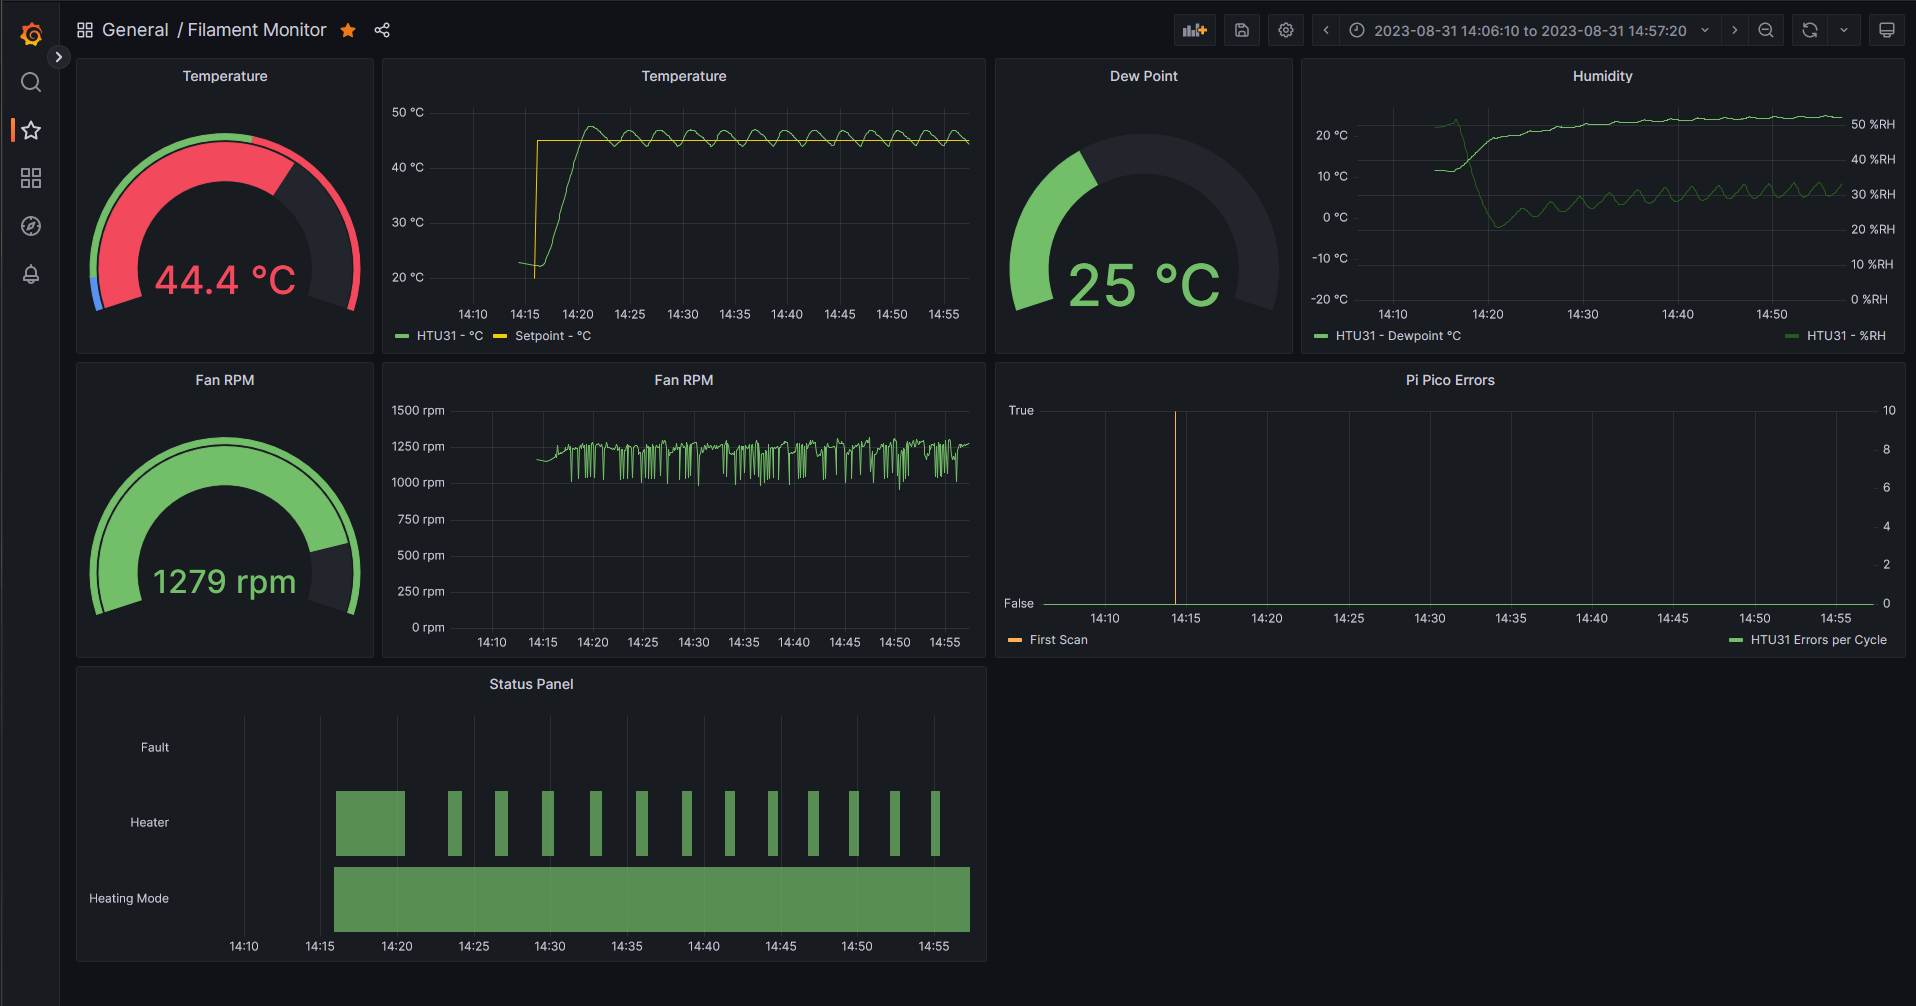 General / Filament Monitor
2023-08-31 14:06:10 to 2023-08-31 14:57:20
Temperature
44.4 °C
Temperature
50 °C
40 °C
30 °C
20 °C
14:10 14:15 14:20 14:25 14:30 14:35 14:40 14:45 14:50 14:55
HTU31 - °C Setpoint - °C
Dew Point
25 °C
Humidity
20 °C
10 °C
0 °C
-10 °C
-20 °C
50 %RH
40 %RH
30 %RH
20 %RH
10 %RH
0 %RH
14:10 14:20 14:30 14:40 14:50
HTU31 - Dewpoint °C HTU31 - %RH
Fan RPM
1279 rpm
Fan RPM
1500 rpm
1250 rpm
1000 rpm
750 rpm
500 rpm
250 rpm
0 rpm
14:10 14:15 14:20 14:25 14:30 14:35 14:40 14:45 14:50 14:55
Pi Pico Errors
True
False
10
8
6
4
2
0
14:10 14:15 14:20 14:25 14:30 14:35 14:40 14:45 14:50 14:55
First Scan HTU31 Errors per Cycle
Status Panel
Fault
Heater
Heating Mode
14:10 14:15 14:20 14:25 14:30 14:35 14:40 14:45 14:50 14:55